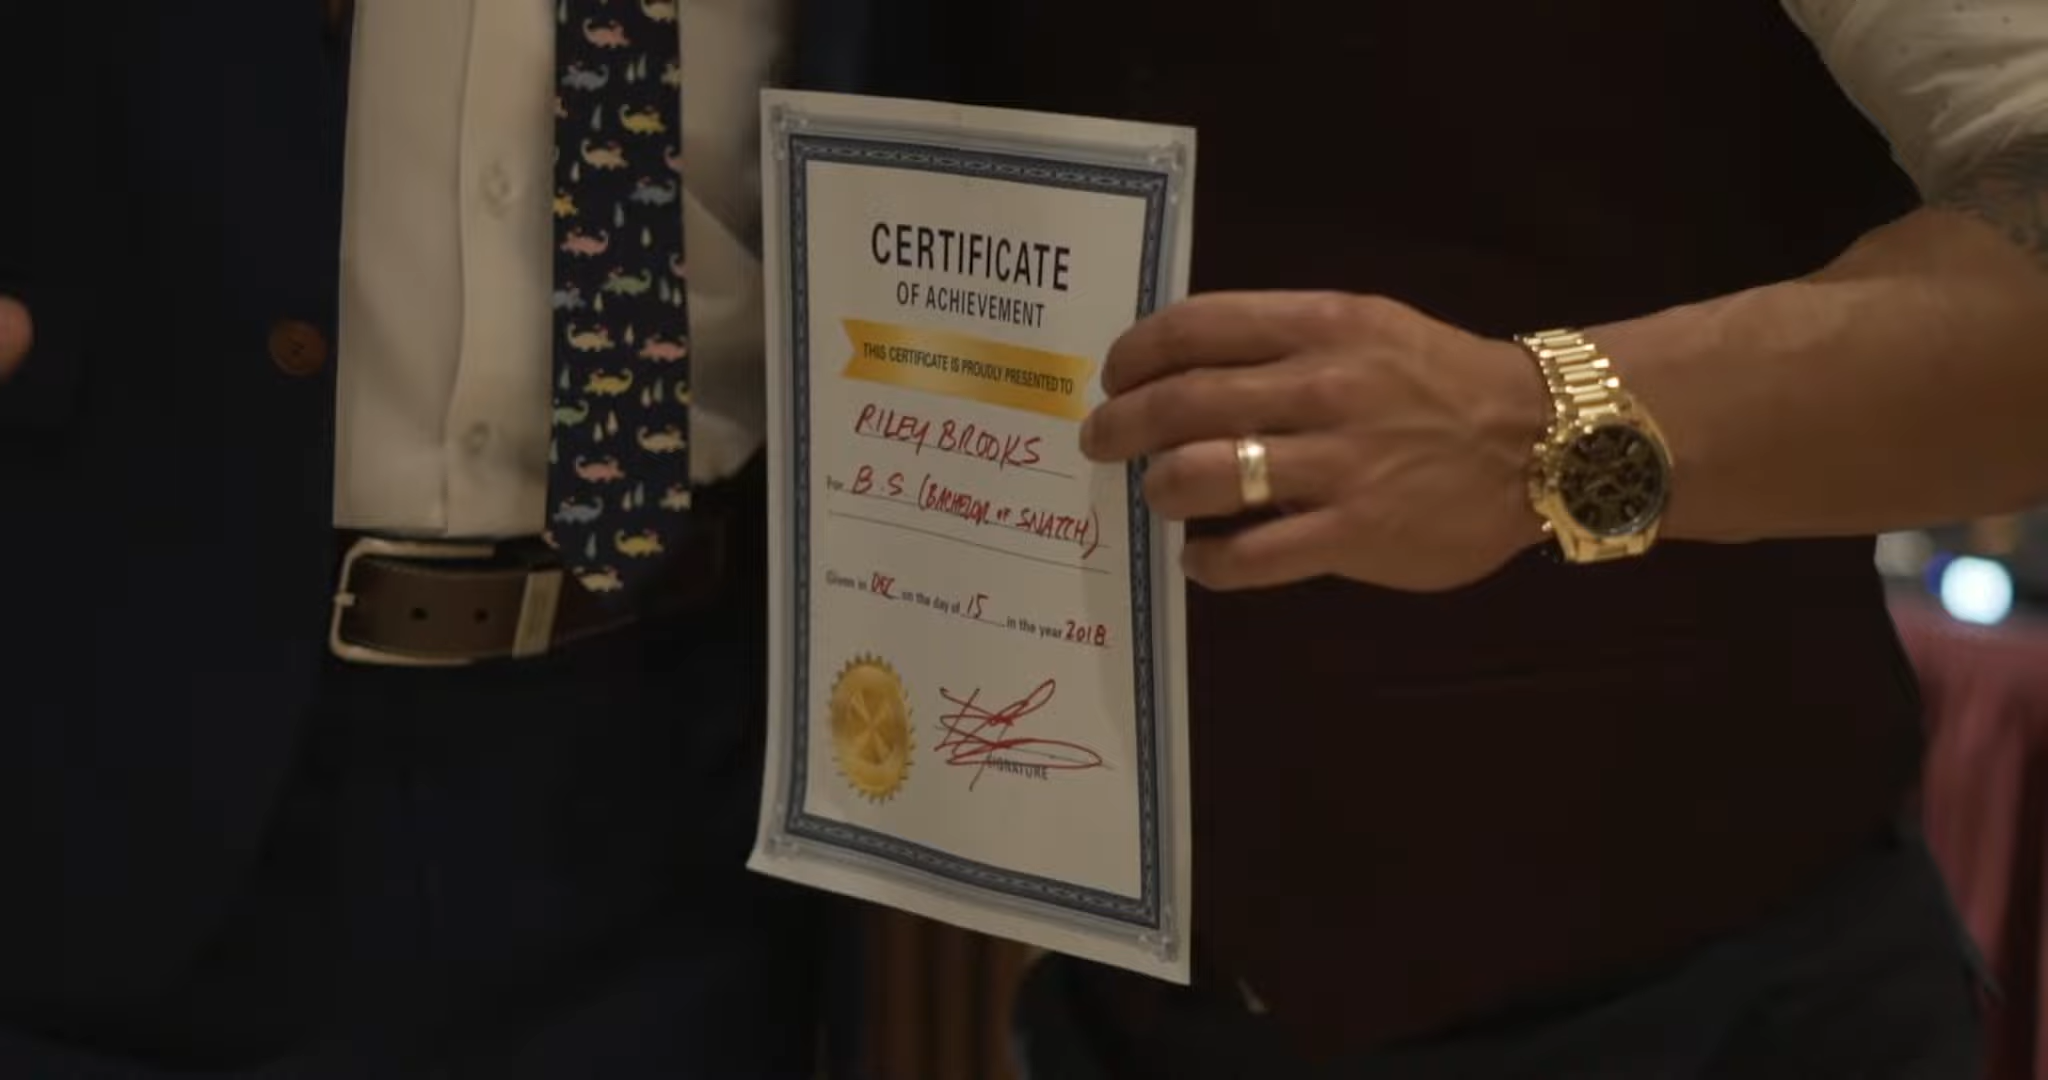 CERTIFICATE
OF ACHIEVEMENT
THIS CERTIFICATE IS PROUDLY PRESENTED TO
RILEY BROOKS
For B.S (BACHELOR OF SNATCH)
Given in DEC on the day of 15 in the year 2018
SIGNATURE